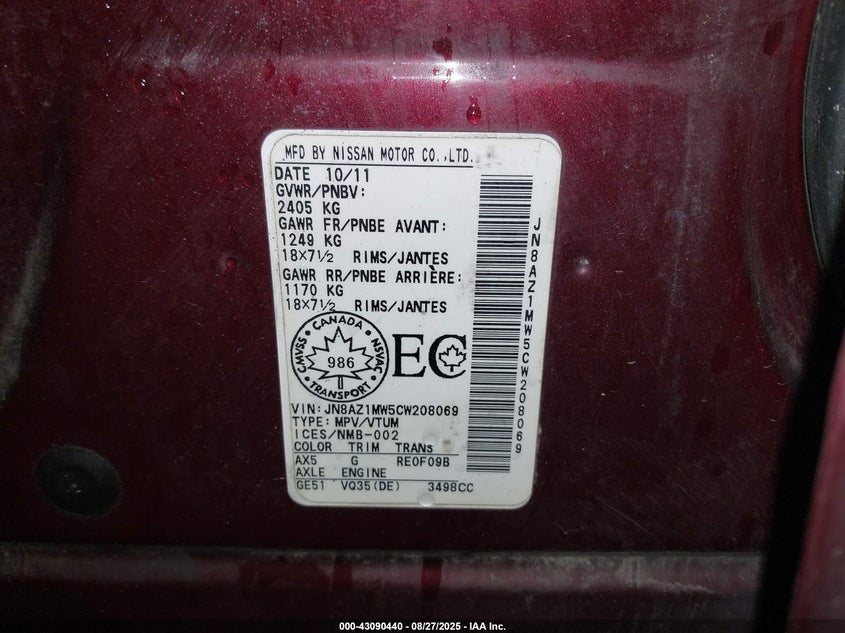 MFD BY NISSAN MOTOR CO.,LTD.
DATE 10/11
GVWR/PNBV:
2405 KG
GAWR FR/PNBE AVANT:
1249 KG
18X7½ RIMS/JANTES
GAWR RR/PNBE ARRIÈRE:
1170 KG
18X7½ RIMS/JANTES
CANADA
CMVSS • NSVAC
986
TRANSPORT
EC
VIN:JN8AZ1MW5CW208069
TYPE:MPV/VTUM
ICES/NMB-002
COLOR TRIM TRANS
AX5 G RE0F09B
AXLE ENGINE
GE51 VQ35(DE) 3498CC
JN8AZ1MW5CW208069
000-43090440 - 08/27/2025 - IAA Inc.